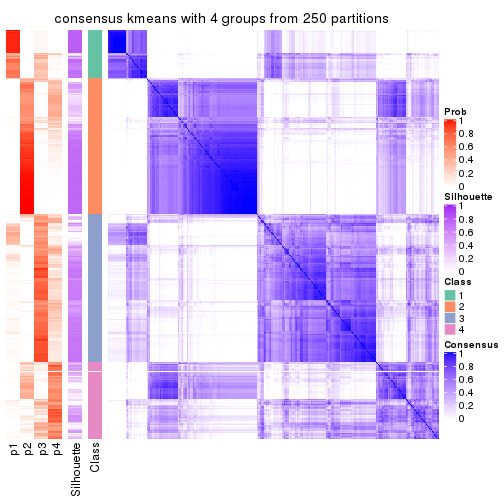 consensus kmeans with 4 groups from 250 partitions
Prob
1
0.8
0.6
0.4
0.2
0
Silhouette
1
0.8
0.6
0.4
0.2
0
Class
1
2
3
4
Consensus
1
0.8
0.6
0.4
0.2
0
p1
p2
p3
p4
Silhouette
Class